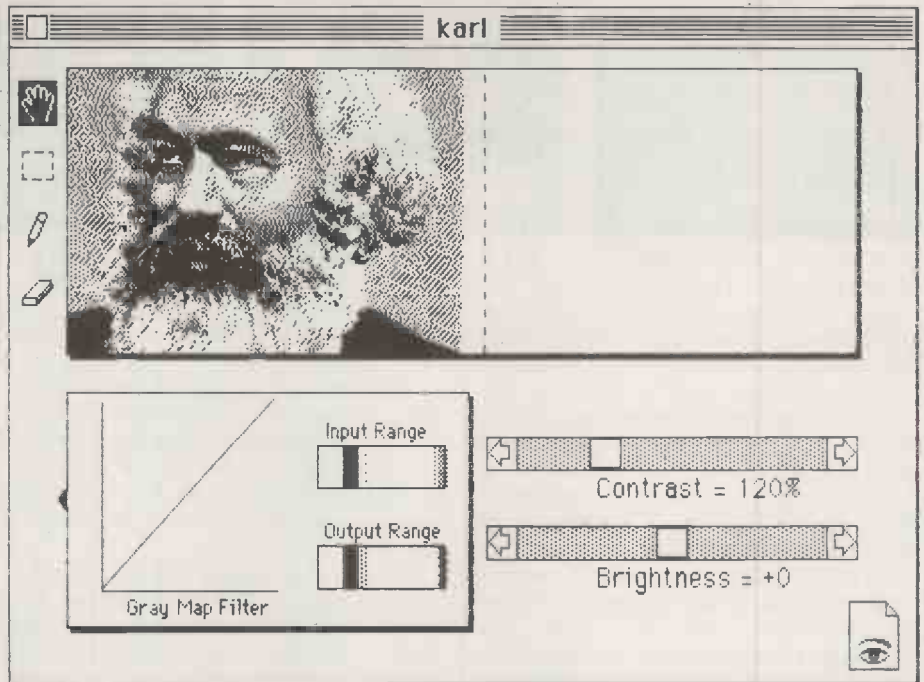 karl
Input Range
Output Range
Gray Map Filter
Contrast = 120%
Brightness = +0